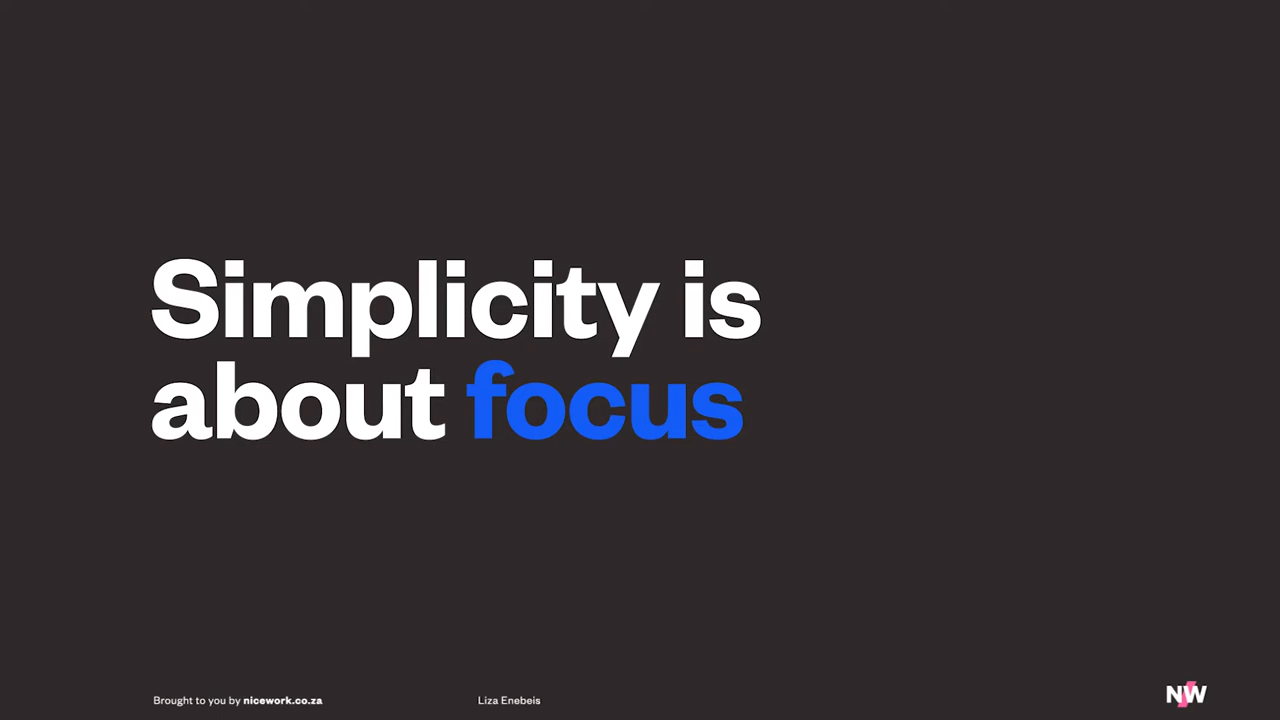 Simplicity is
about focus
Brought to you by nicework.co.za
Liza Enebeis
NW